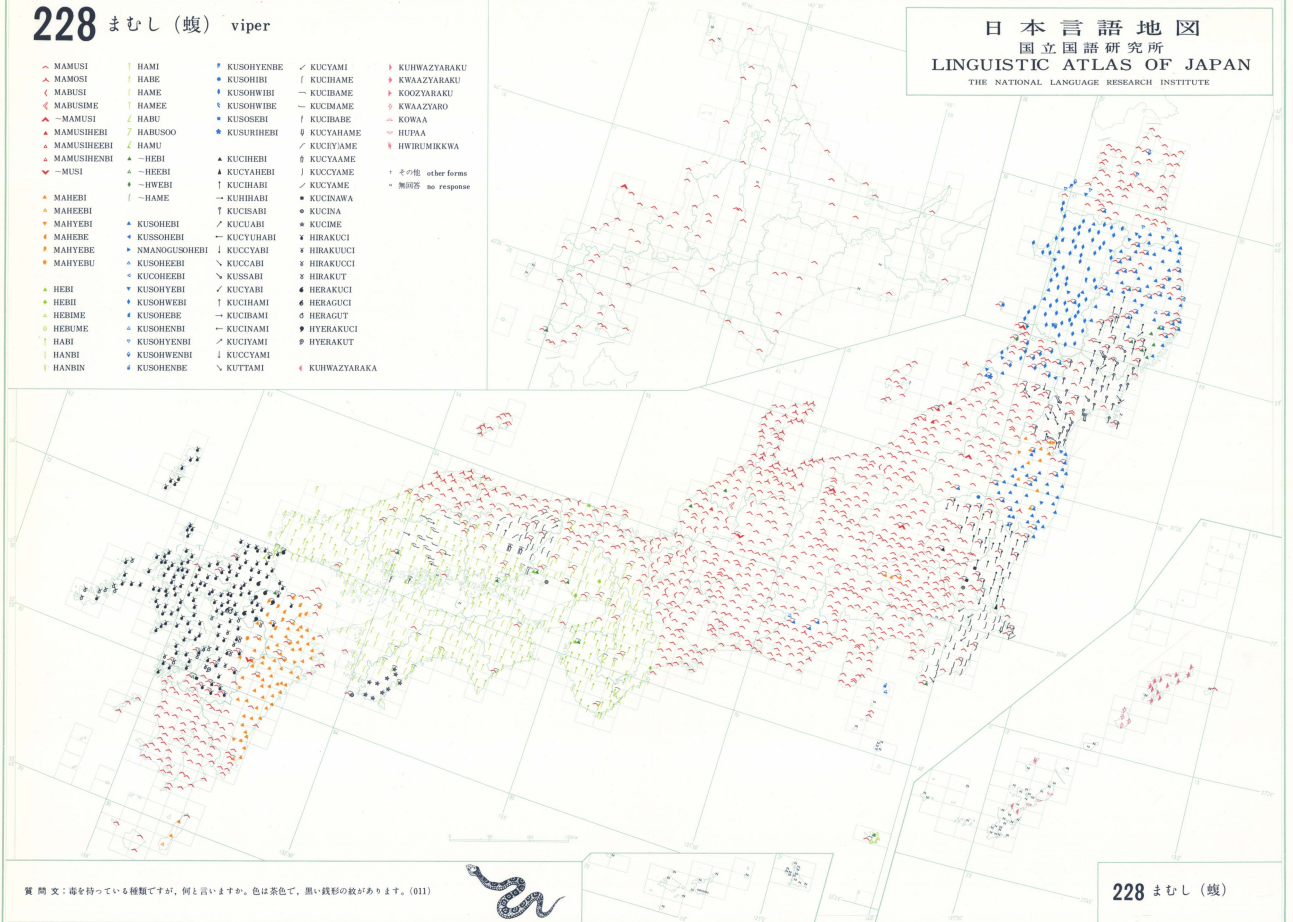 228 まむし（蝮） viper
日本言語地図
国立国語研究所
LINGUISTIC ATLAS OF JAPAN
THE NATIONAL LANGUAGE RESEARCH INSTITUTE
MAMUSI
MAMOSI
MABUSI
MABUSIME
~MAMUSI
MAMUSIHEBI
MAMUSIHEEBI
MAMUSIHENBI
~MUSI
MAHEBI
MAHEEBI
MAHYEBI
MAHEBE
MAHYEBE
MAHYEBU
HEBI
HEBII
HEBIME
HEBUME
HABI
HANBI
HANBIN
HAMI
HABE
HAME
HAMEE
HABU
HABUSOO
HAMU
~HEBI
~HEEBI
~HWEBI
~HAME
KUSOHEBI
KUSSOHEBI
NMANOGUSOHEBI
KUSOHEEBI
KUCOHEEBI
KUSOHYEBI
KUSOHWEBI
KUSOHEBE
KUSOHENBI
KUSOHYENBI
KUSOHWENBI
KUSOHENBE
KUSOHYENBE
KUSOHIBI
KUSOHWIBI
KUSOHWIBE
KUSOSEBI
KUSURIHEBI
KUCIHEBI
KUCYAHEBI
KUCIHABI
KUHIHABI
KUCISABI
KUCUABI
KUCYUHABI
KUCCYABI
KUCCABI
KUSSABI
KUCYABI
KUCIHAMI
KUCIBAMI
KUCINAMI
KUCIYAMI
KUCCYAMI
KUTTAMI
KUCYAMI
KUCIHAME
KUCIBAME
KUCIMAME
KUCIBAME
KUCYAHAME
KUCI(Y)AME
KUCYAAME
KUCCYAME
KUCYAME
KUCINAWA
KUCINA
KUCIME
HIRAKUCI
HIRAKUUCI
HIRAKUCCI
HIRAKUT
HERAKUCI
HERAGUCI
HERAGUT
HYERAKUCI
HYERAKUT
KUHWAZYARAKA
KUHWAZYARAKU
KWAAZYARAKU
KOOZYARAKU
KWAAZYARO
KOWAA
HUPAA
HWIRUMIKKWA
その他 other forms
無回答 no response
質問文：毒を持っている種類ですが，何と言いますか。色は茶色で，黒い銭形の紋があります。(011)
228 まむし（蝮）